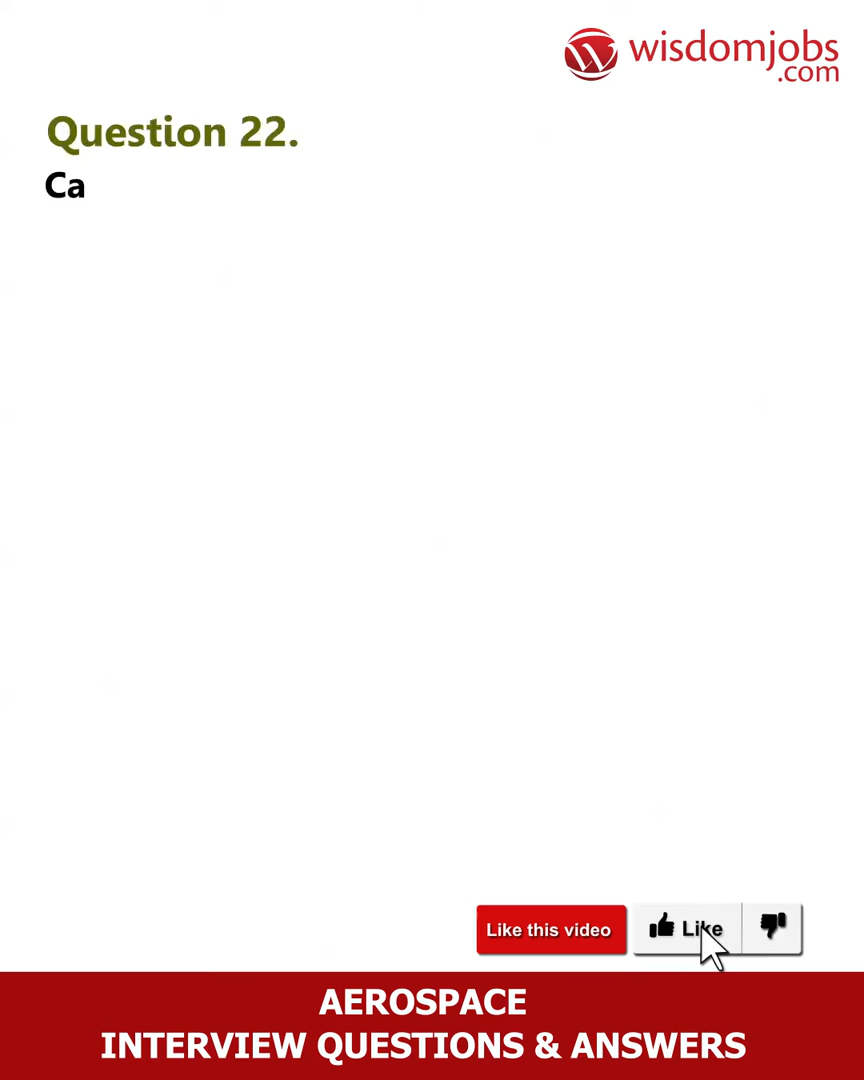 wisdomjobs
.com
Question 22.
Ca
Like this video
Like
AEROSPACE
INTERVIEW QUESTIONS & ANSWERS